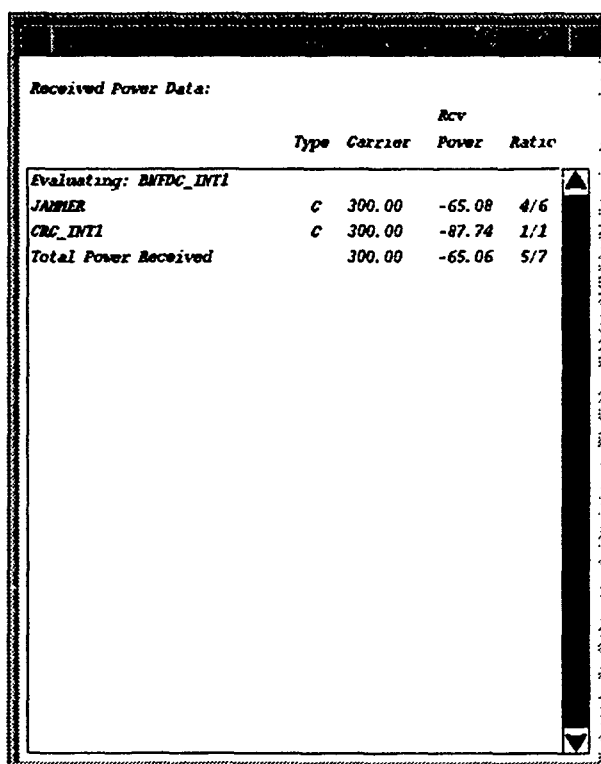 Received Power Data:
Rcv
Type Carrier Power Ratio
Evaluating: BNFDC_INT1
JAMMER C 300.00 -65.08 4/6
CRC_INT1 C 300.00 -87.74 1/1
Total Power Received 300.00 -65.06 5/7